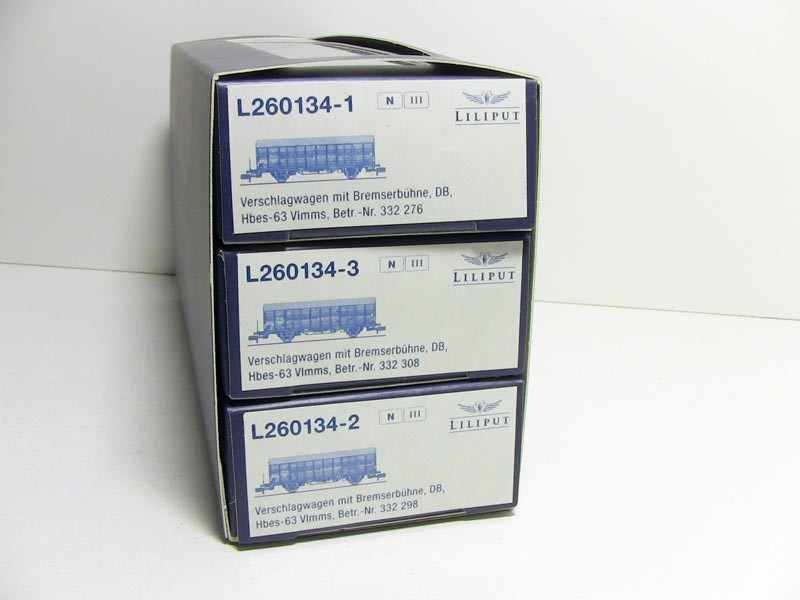 L260134-1 N III LILIPUT
Verschlagwagen mit Bremserbühne, DB,
Hbes-63 Vlmms, Betr.-Nr. 332 276
L260134-3 N III LILIPUT
Verschlagwagen mit Bremserbühne, DB,
Hbes-63 Vlmms, Betr.-Nr. 332 308
L260134-2 N III LILIPUT
Verschlagwagen mit Bremserbühne, DB,
Hbes-63 Vlmms, Betr.-Nr. 332 298